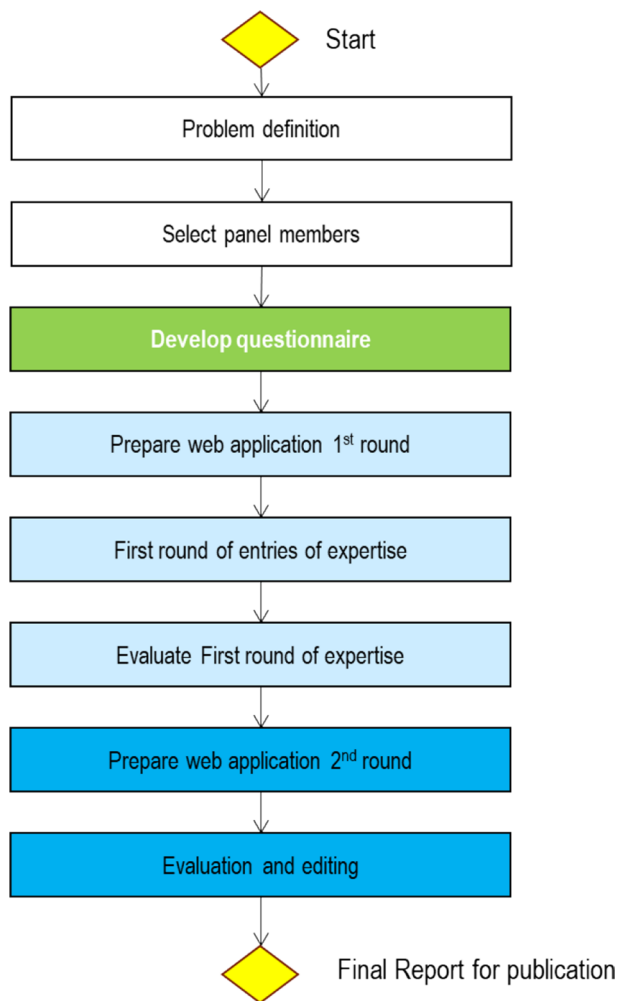 Start
Problem definition
Select panel members
Develop questionnaire
Prepare web application 1st round
First round of entries of expertise
Evaluate First round of expertise
Prepare web application 2nd round
Evaluation and editing
Final Report for publication